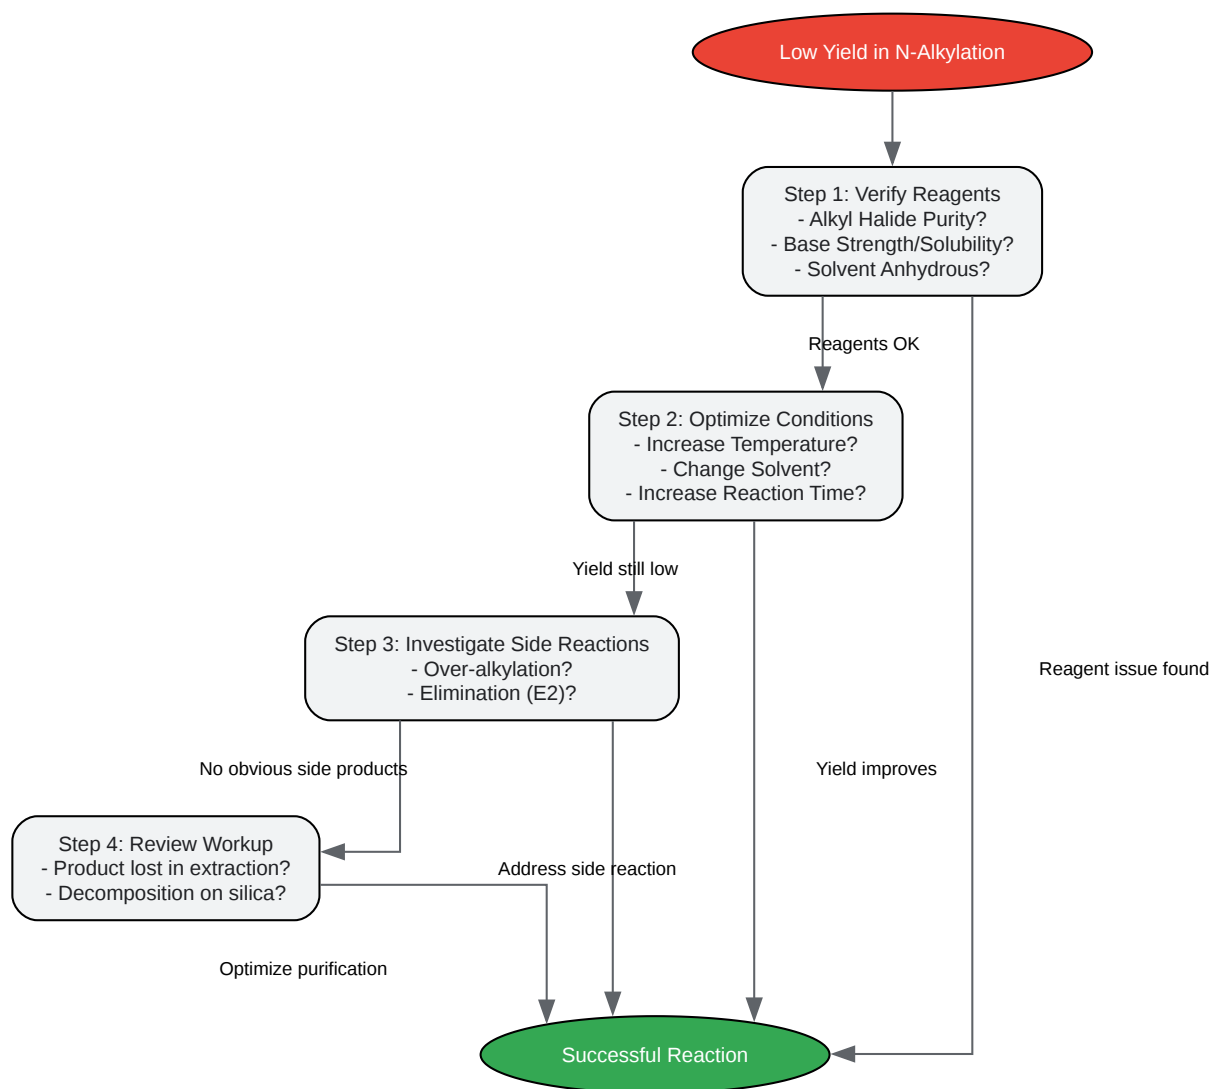 Low Yield in N-Alkylation
Step 1: Verify Reagents
- Alkyl Halide Purity?
- Base Strength/Solubility?
- Solvent Anhydrous?
Reagents OK
Step 2: Optimize Conditions
- Increase Temperature?
- Change Solvent?
- Increase Reaction Time?
Yield still low
Step 3: Investigate Side Reactions
- Over-alkylation?
- Elimination (E2)?
Reagent issue found
No obvious side products
Yield improves
Step 4: Review Workup
- Product lost in extraction?
- Decomposition on silica?
Address side reaction
Optimize purification
Successful Reaction